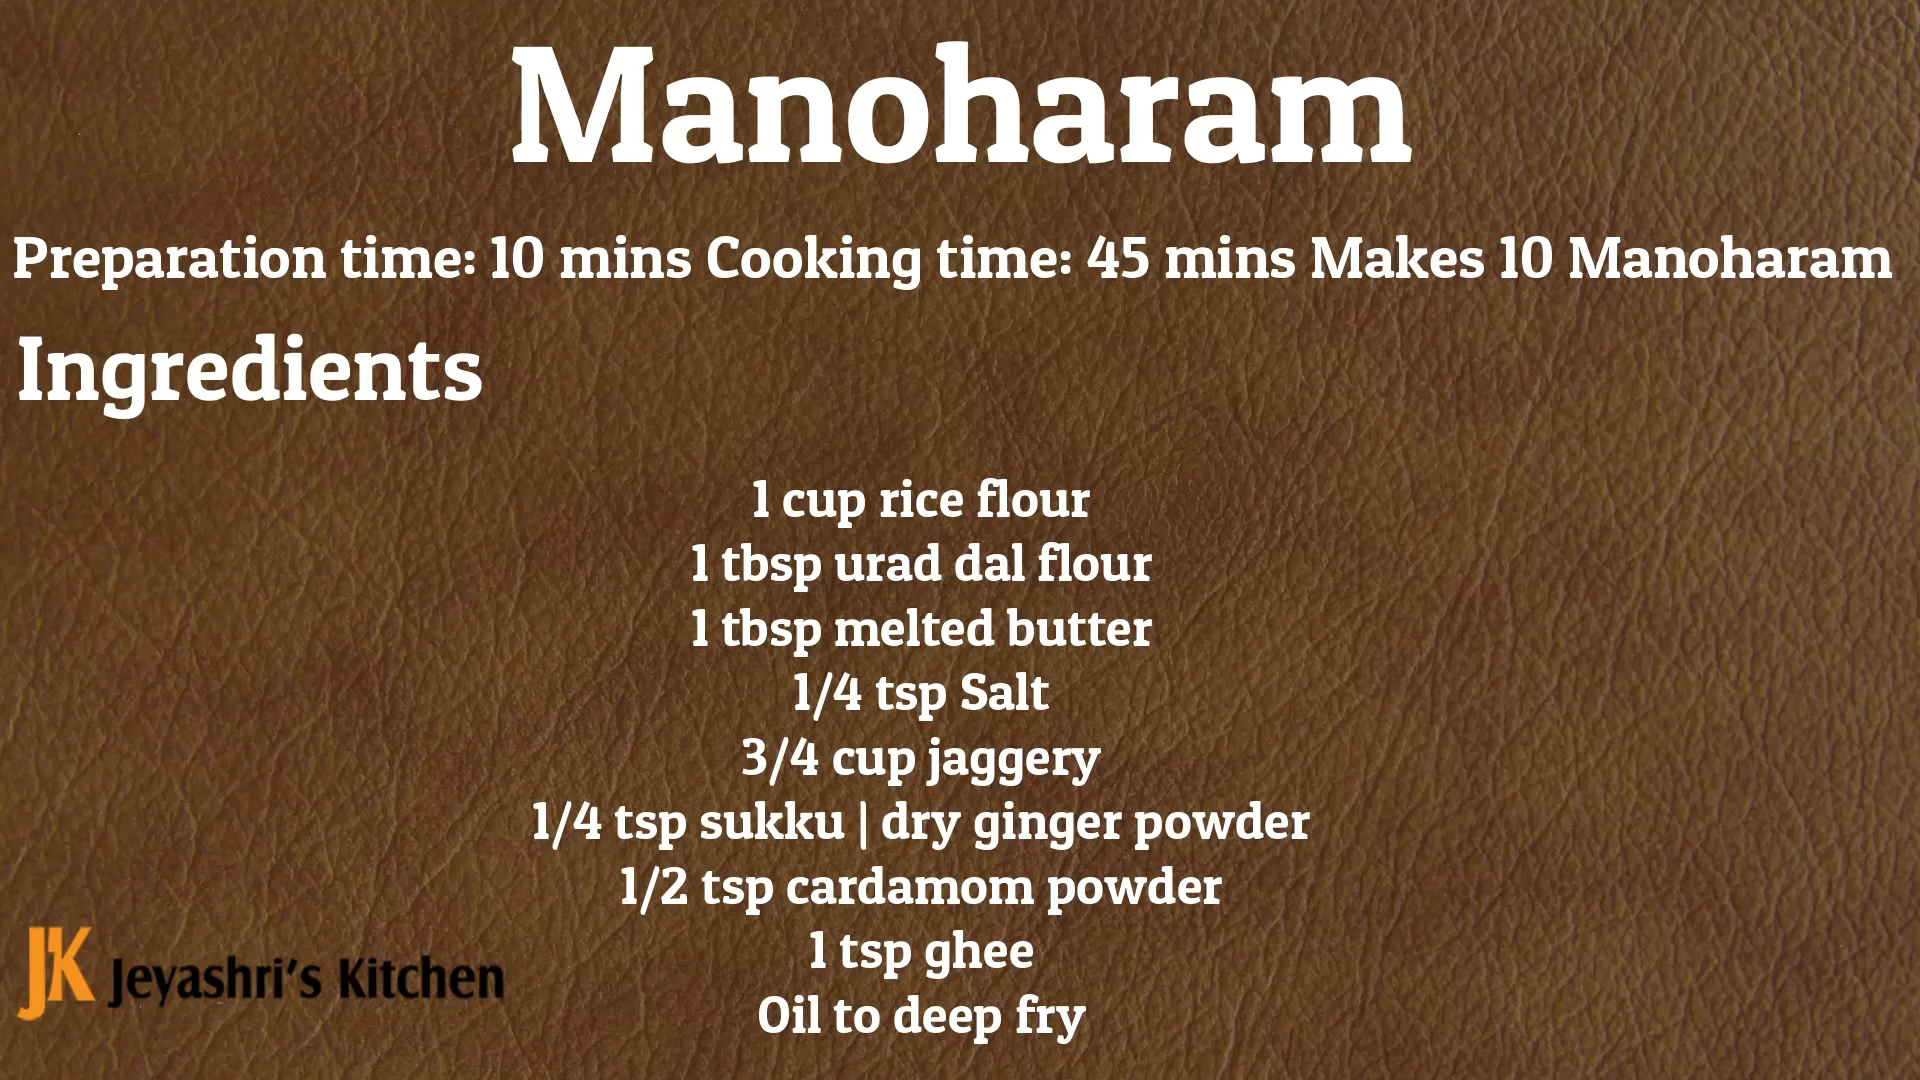 Manoharam
Preparation time: 10 mins Cooking time: 45 mins Makes 10 Manoharam
Ingredients
1 cup rice flour
1 tbsp urad dal flour
1 tbsp melted butter
1/4 tsp Salt
3/4 cup jaggery
1/4 tsp sukku | dry ginger powder
1/2 tsp cardamom powder
1 tsp ghee
Oil to deep fry
JK Jeyashri's Kitchen